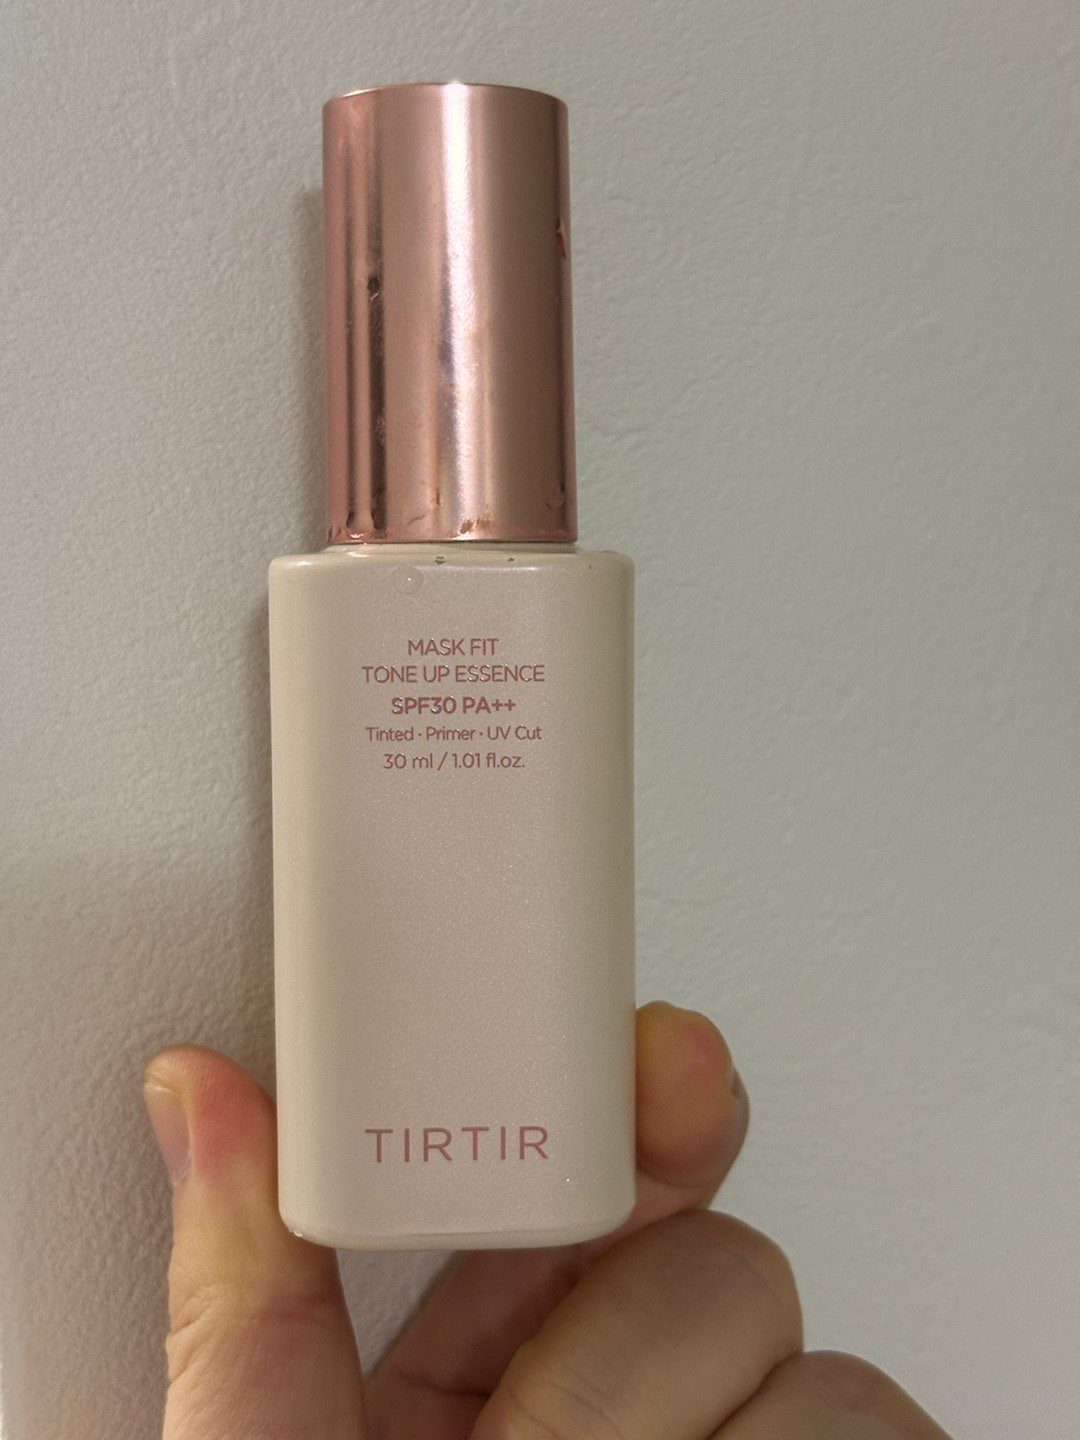 MASK FIT
TONE UP ESSENCE
SPF30 PA++
Tinted · Primer · UV Cut
30 ml / 1.01 fl.oz.
TIRTIR